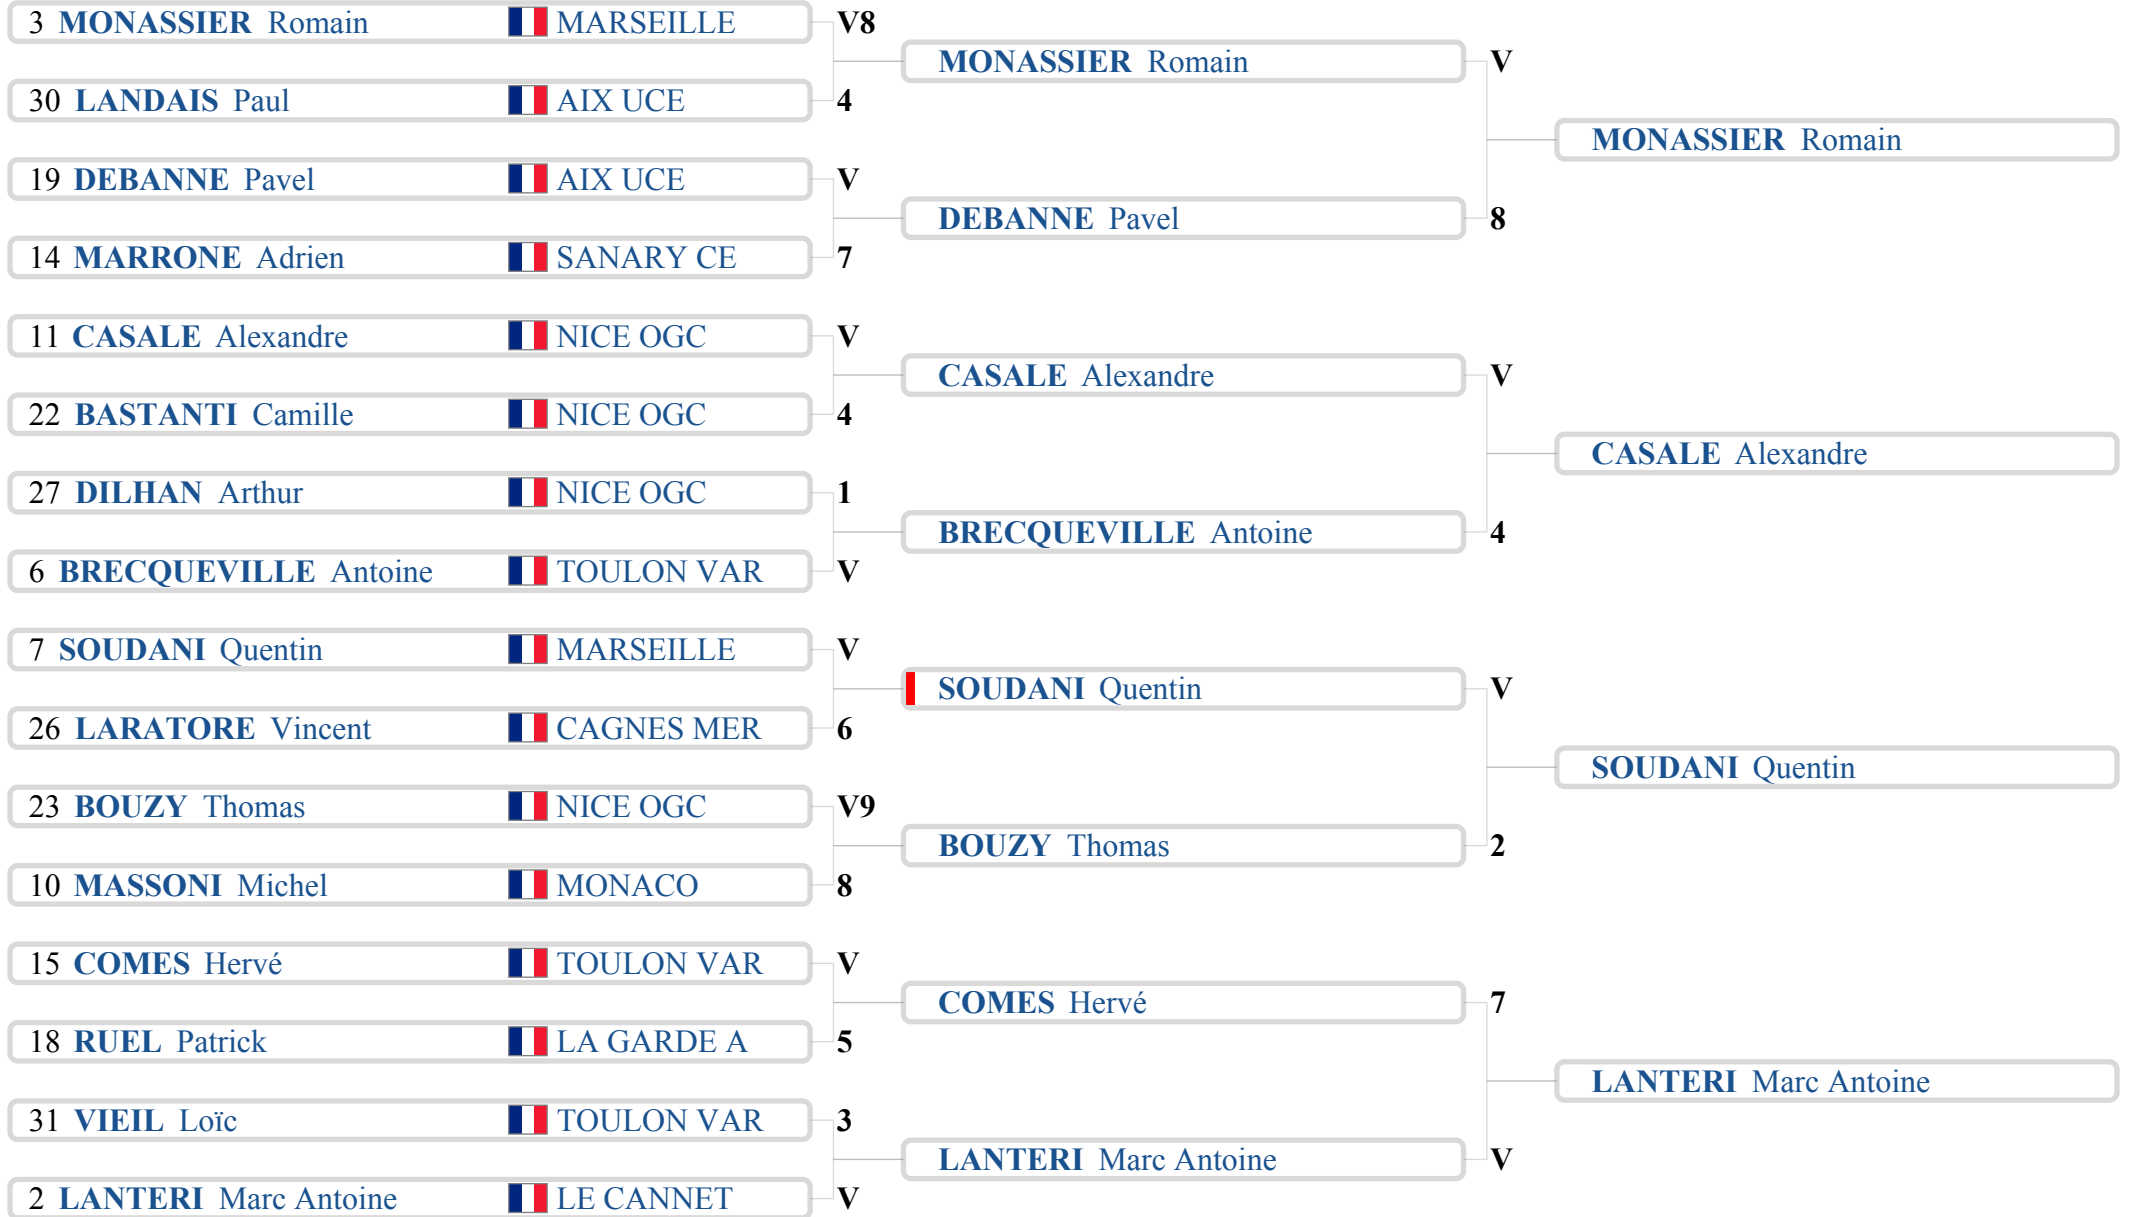 3 MONASSIER Romain MARSEILLE V8
30 LANDAIS Paul AIX UCE 4
19 DEBANNE Pavel AIX UCE V
14 MARRONE Adrien SANARY CE 7
11 CASALE Alexandre NICE OGC V
22 BASTANTI Camille NICE OGC 4
27 DILHAN Arthur NICE OGC 1
6 BRECQUEVILLE Antoine TOULON VAR V
7 SOUDANI Quentin MARSEILLE V
26 LARATORE Vincent CAGNES MER 6
23 BOUZY Thomas NICE OGC V9
10 MASSONI Michel MONACO 8
15 COMES Hervé TOULON VAR V
18 RUEL Patrick LA GARDE A 5
31 VIEIL Loïc TOULON VAR 3
2 LANTERI Marc Antoine LE CANNET V
MONASSIER Romain V
DEBANNE Pavel 8
CASALE Alexandre V
BRECQUEVILLE Antoine 4
SOUDANI Quentin V
BOUZY Thomas 2
COMES Hervé 7
LANTERI Marc Antoine V
MONASSIER Romain
CASALE Alexandre
SOUDANI Quentin
LANTERI Marc Antoine